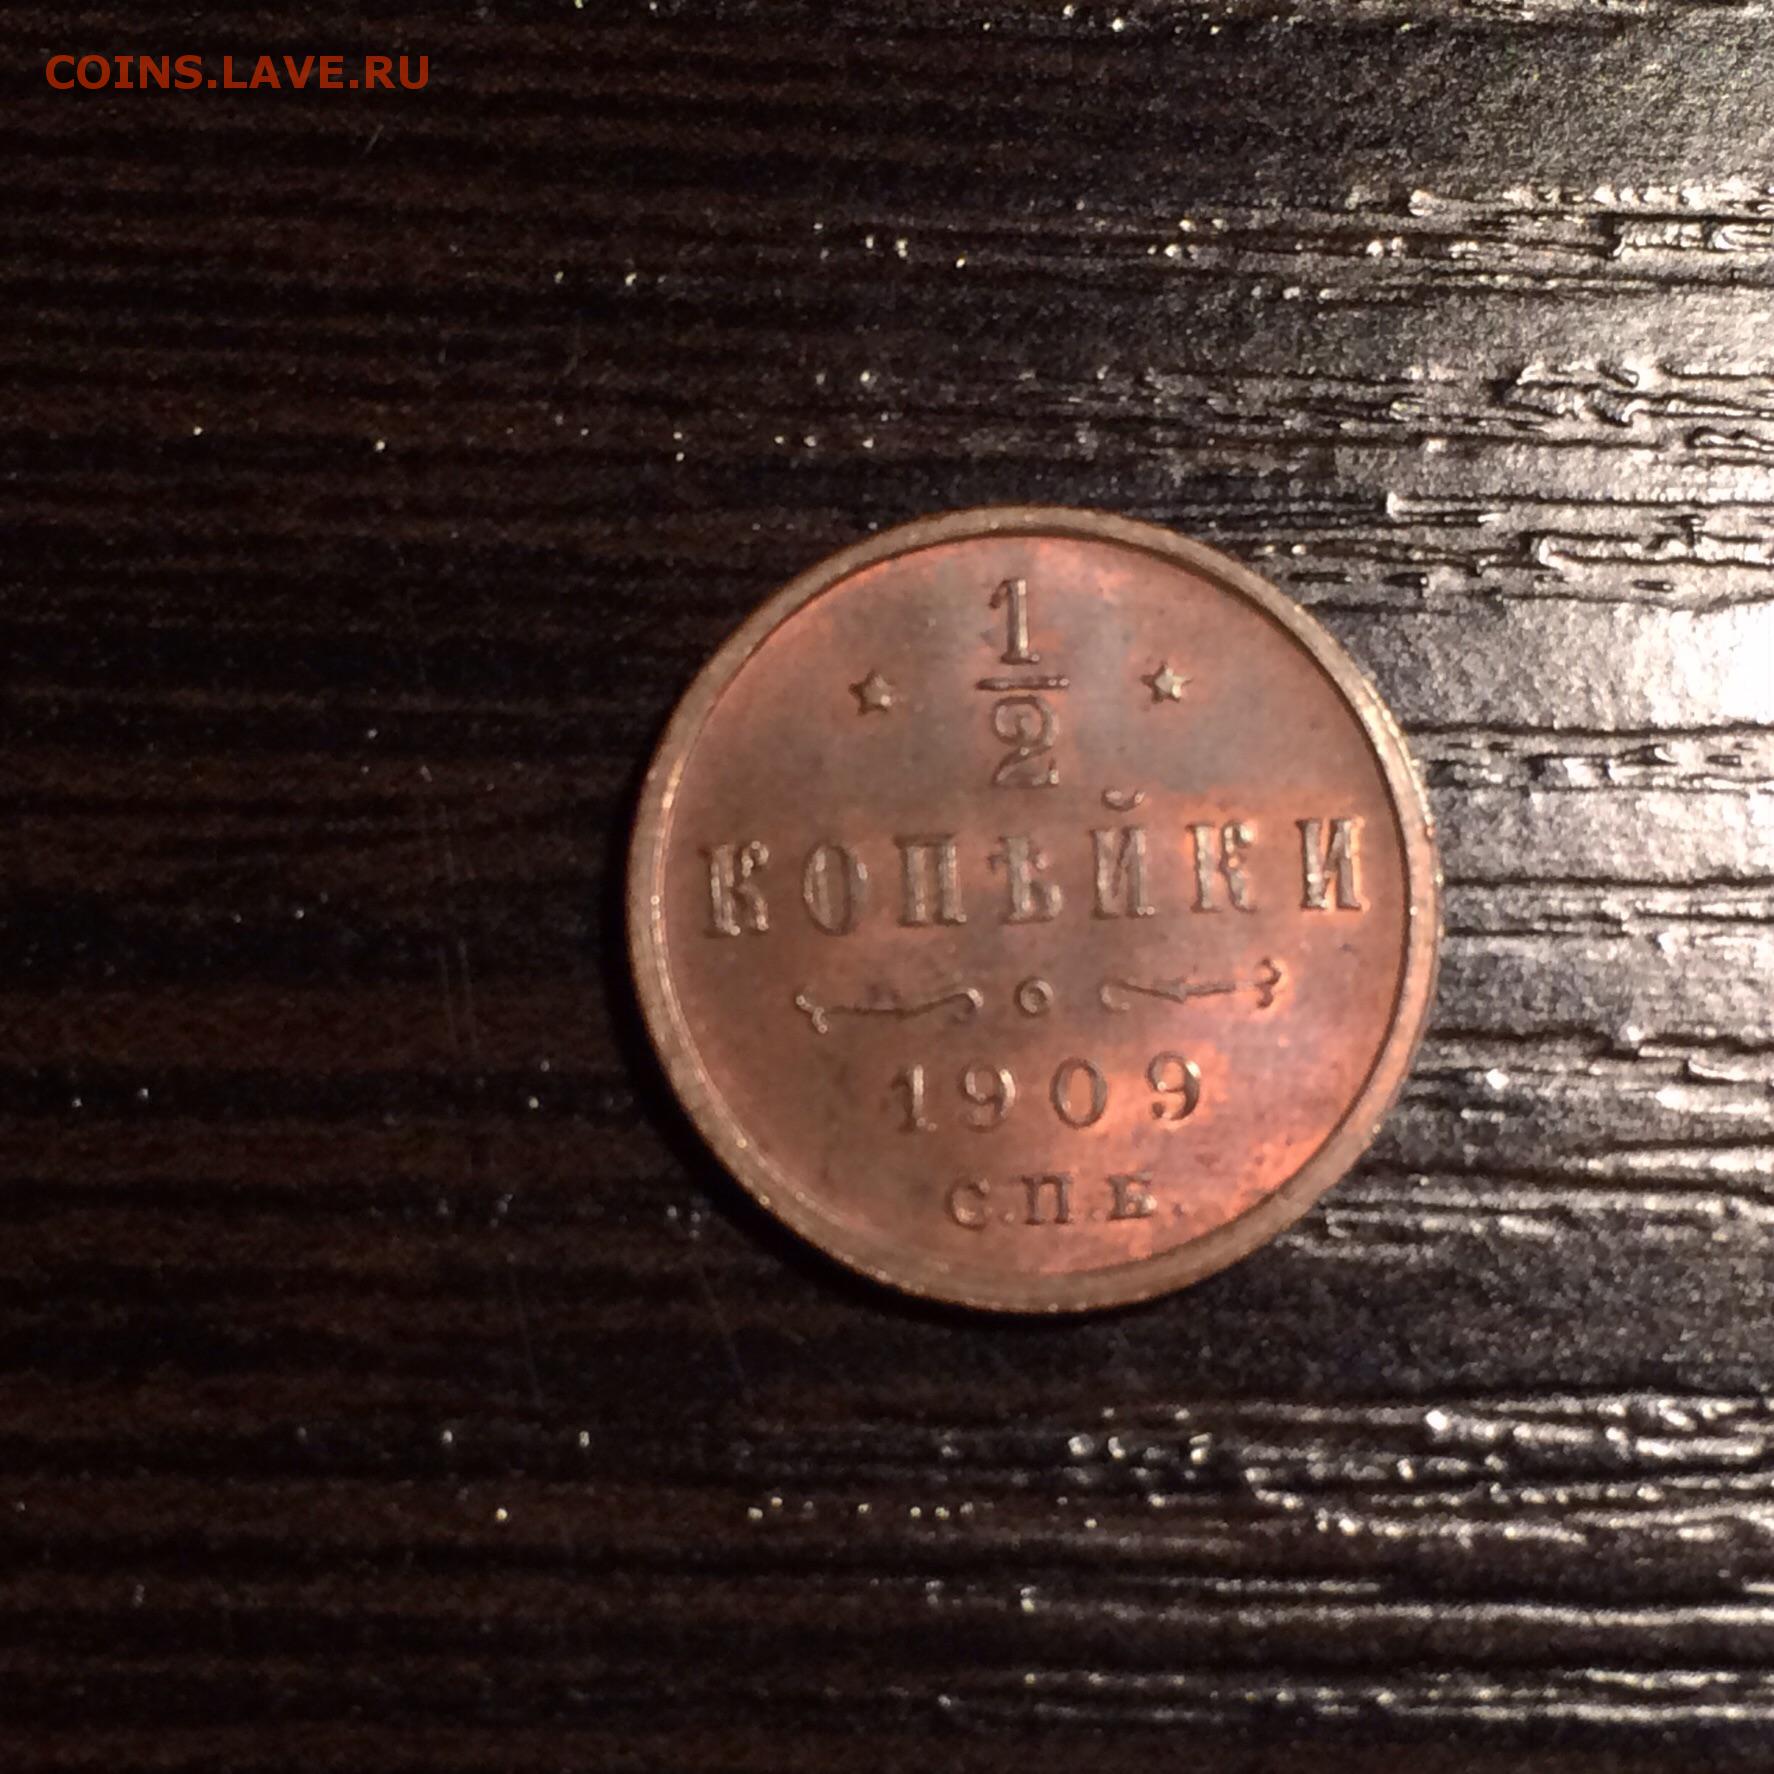 COINS.LAVE.RU
1/2
КОПѢЙКИ
1909
С.П.Б.